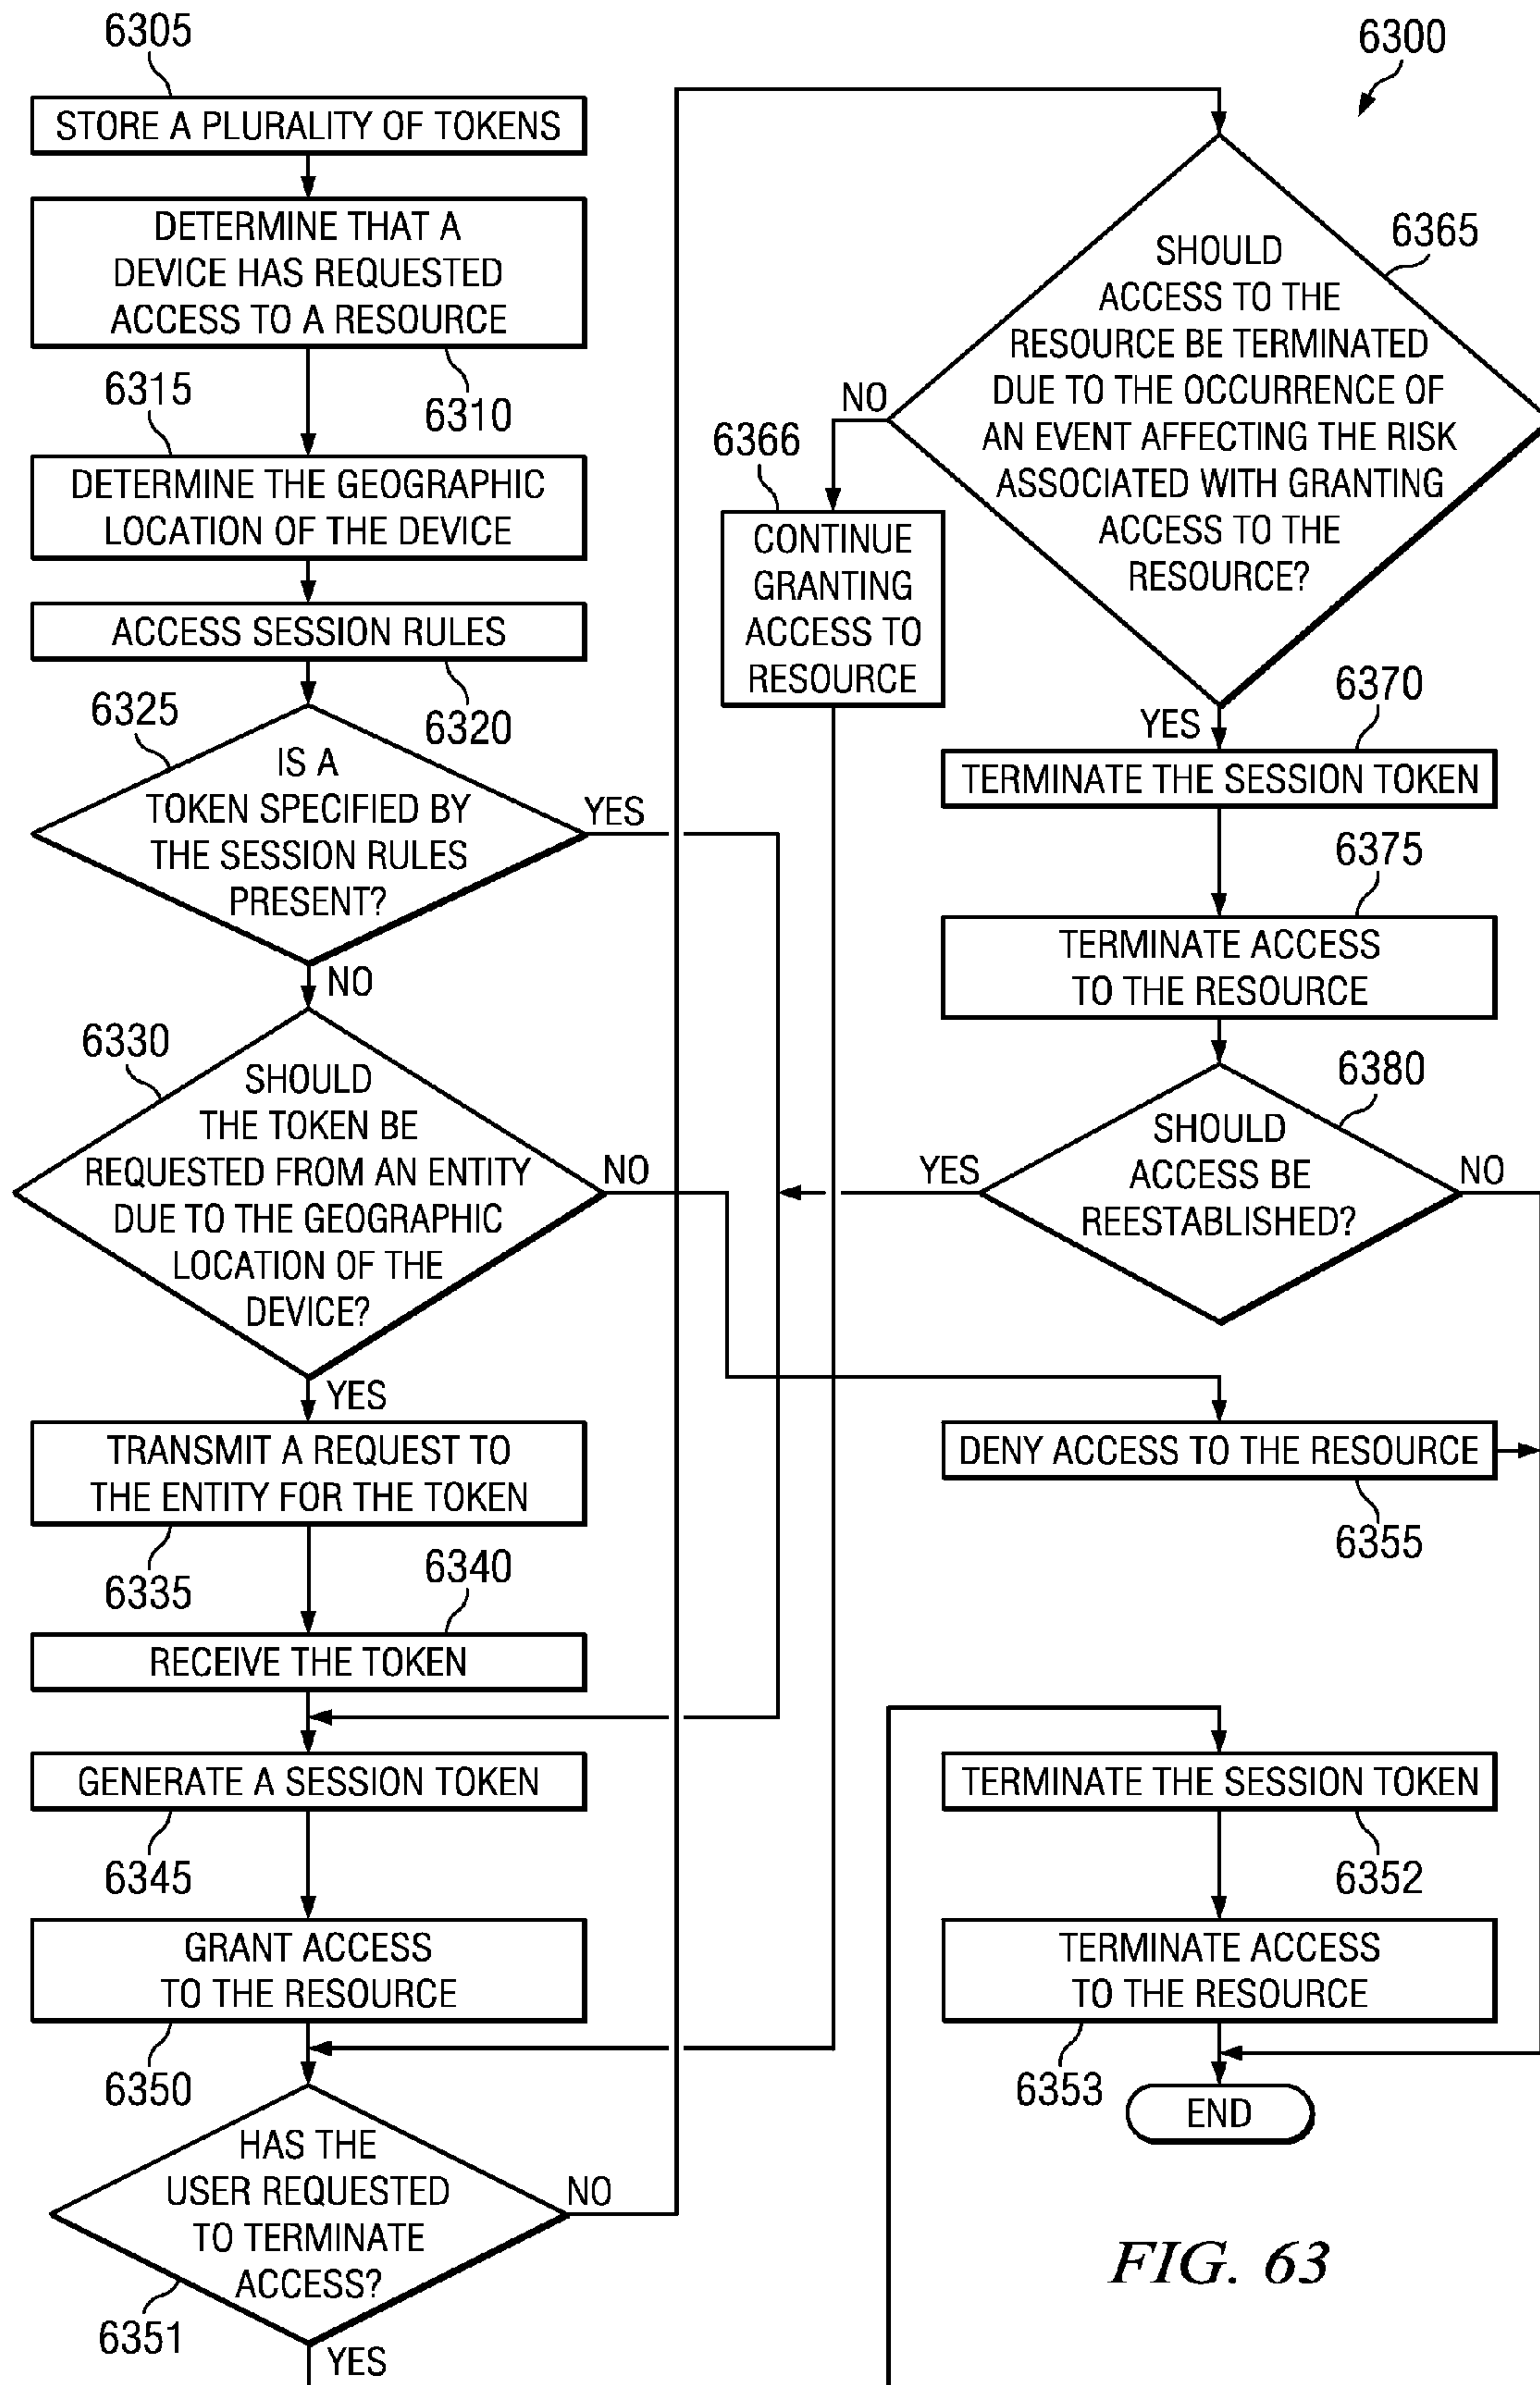 6305
STORE A PLURALITY OF TOKENS
DETERMINE THAT A
DEVICE HAS REQUESTED
ACCESS TO A RESOURCE
6310
6315
DETERMINE THE GEOGRAPHIC
LOCATION OF THE DEVICE
ACCESS SESSION RULES
6320
6325
IS A
TOKEN SPECIFIED BY
THE SESSION RULES
PRESENT?
YES
NO
6330
SHOULD
THE TOKEN BE
REQUESTED FROM AN ENTITY
DUE TO THE GEOGRAPHIC
LOCATION OF THE
DEVICE?
NO
YES
TRANSMIT A REQUEST TO
THE ENTITY FOR THE TOKEN
6335
6340
RECEIVE THE TOKEN
GENERATE A SESSION TOKEN
6345
GRANT ACCESS
TO THE RESOURCE
6350
HAS THE
USER REQUESTED
TO TERMINATE
ACCESS?
NO
6351
YES
6300
SHOULD
ACCESS TO THE
RESOURCE BE TERMINATED
DUE TO THE OCCURRENCE OF
AN EVENT AFFECTING THE RISK
ASSOCIATED WITH GRANTING
ACCESS TO THE
RESOURCE?
6365
NO
6366
CONTINUE
GRANTING
ACCESS TO
RESOURCE
YES
6370
TERMINATE THE SESSION TOKEN
6375
TERMINATE ACCESS
TO THE RESOURCE
6380
SHOULD
ACCESS BE
REESTABLISHED?
YES
NO
DENY ACCESS TO THE RESOURCE
6355
TERMINATE THE SESSION TOKEN
6352
TERMINATE ACCESS
TO THE RESOURCE
6353
END
FIG. 63